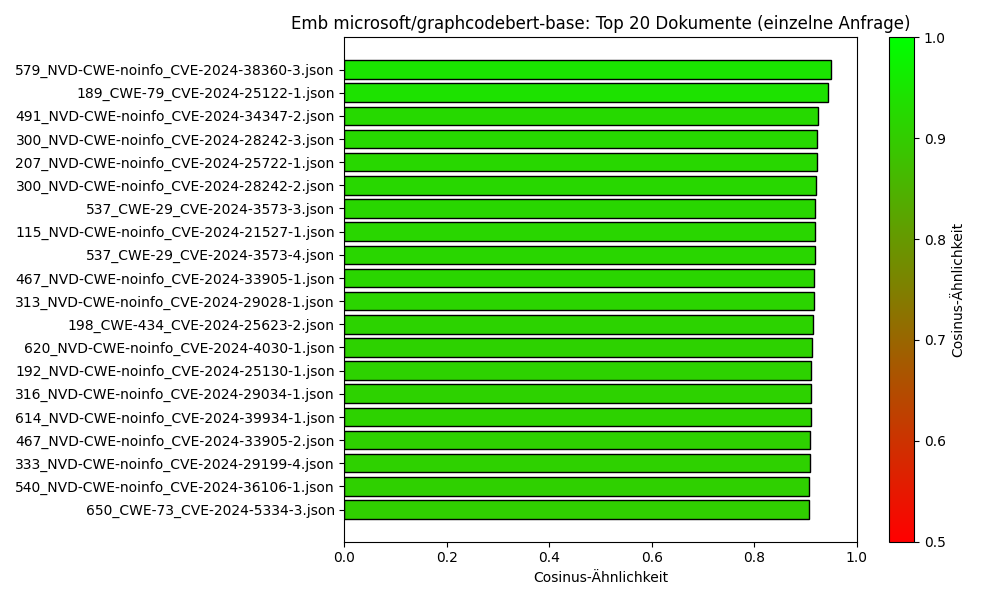 Emb microsoft/graphcodebert-base: Top 20 Dokumente (einzelne Anfrage)
579_NVD-CWE-noinfo_CVE-2024-38360-3.json
189_CWE-79_CVE-2024-25122-1.json
491_NVD-CWE-noinfo_CVE-2024-34347-2.json
300_NVD-CWE-noinfo_CVE-2024-28242-3.json
207_NVD-CWE-noinfo_CVE-2024-25722-1.json
300_NVD-CWE-noinfo_CVE-2024-28242-2.json
537_CWE-29_CVE-2024-3573-3.json
115_NVD-CWE-noinfo_CVE-2024-21527-1.json
537_CWE-29_CVE-2024-3573-4.json
467_NVD-CWE-noinfo_CVE-2024-33905-1.json
313_NVD-CWE-noinfo_CVE-2024-29028-1.json
198_CWE-434_CVE-2024-25623-2.json
620_NVD-CWE-noinfo_CVE-2024-4030-1.json
192_NVD-CWE-noinfo_CVE-2024-25130-1.json
316_NVD-CWE-noinfo_CVE-2024-29034-1.json
614_NVD-CWE-noinfo_CVE-2024-39934-1.json
467_NVD-CWE-noinfo_CVE-2024-33905-2.json
333_NVD-CWE-noinfo_CVE-2024-29199-4.json
540_NVD-CWE-noinfo_CVE-2024-36106-1.json
650_CWE-73_CVE-2024-5334-3.json
0.0 0.2 0.4 0.6 0.8 1.0
Cosinus-Ähnlichkeit
1.0
0.9
0.8
0.7
0.6
0.5
Cosinus-Ähnlichkeit